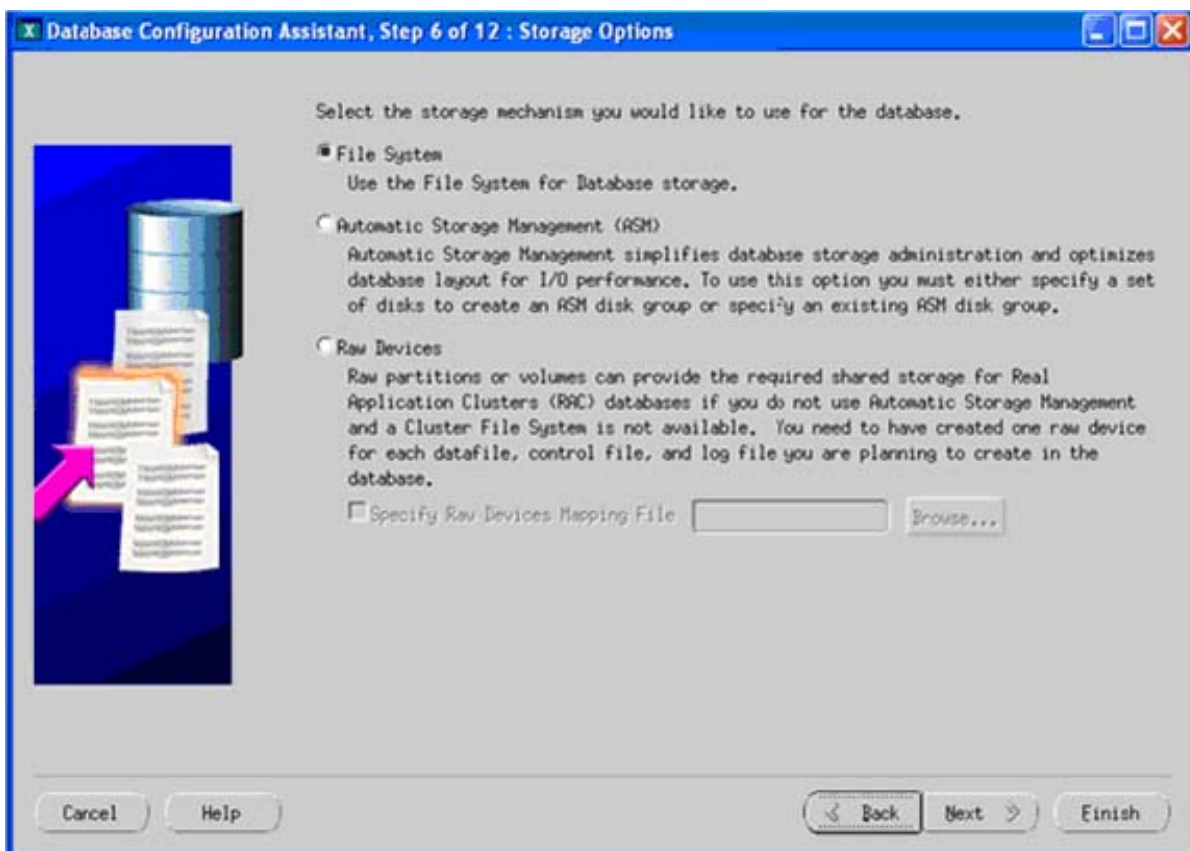 Database Configuration Assistant, Step 6 of 12 : Storage Options
Select the storage mechanism you would like to use for the database.
File System
Use the File System for Database storage.
Automatic Storage Management (ASM)
Automatic Storage Management simplifies database storage administration and optimizes
database layout for I/O performance. To use this option you must either specify a set
of disks to create an ASM disk group or specify an existing ASM disk group.
Raw Devices
Raw partitions or volumes can provide the required shared storage for Real
Application Clusters (RAC) databases if you do not use Automatic Storage Management
and a Cluster File System is not available. You need to have created one raw device
for each datafile, control file, and log file you are planning to create in the
database.
Specify Raw Devices Mapping File
Browse...
Cancel
Help
Back
Next
Finish